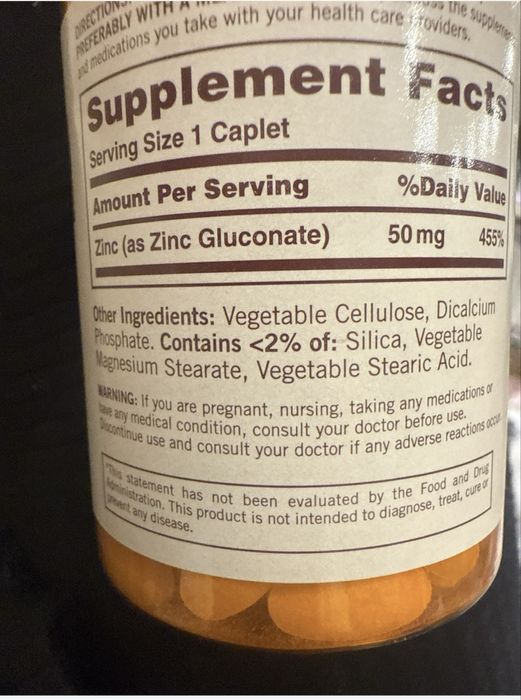 DIRECTIONS
PREFERABLY WITH A the supplements
and medications you take with your health care providers.
Supplement Facts
Serving Size 1 Caplet
Amount Per Serving %Daily Value
Zinc (as Zinc Gluconate) 50 mg 455%
Other Ingredients: Vegetable Cellulose, Dicalcium
Phosphate. Contains <2% of: Silica, Vegetable
Magnesium Stearate, Vegetable Stearic Acid.
WARNING: If you are pregnant, nursing, taking any medications or
have any medical condition, consult your doctor before use.
Discontinue use and consult your doctor if any adverse reactions occur.
*This statement has not been evaluated by the Food and Drug
Administration. This product is not intended to diagnose, treat, cure or
prevent any disease.